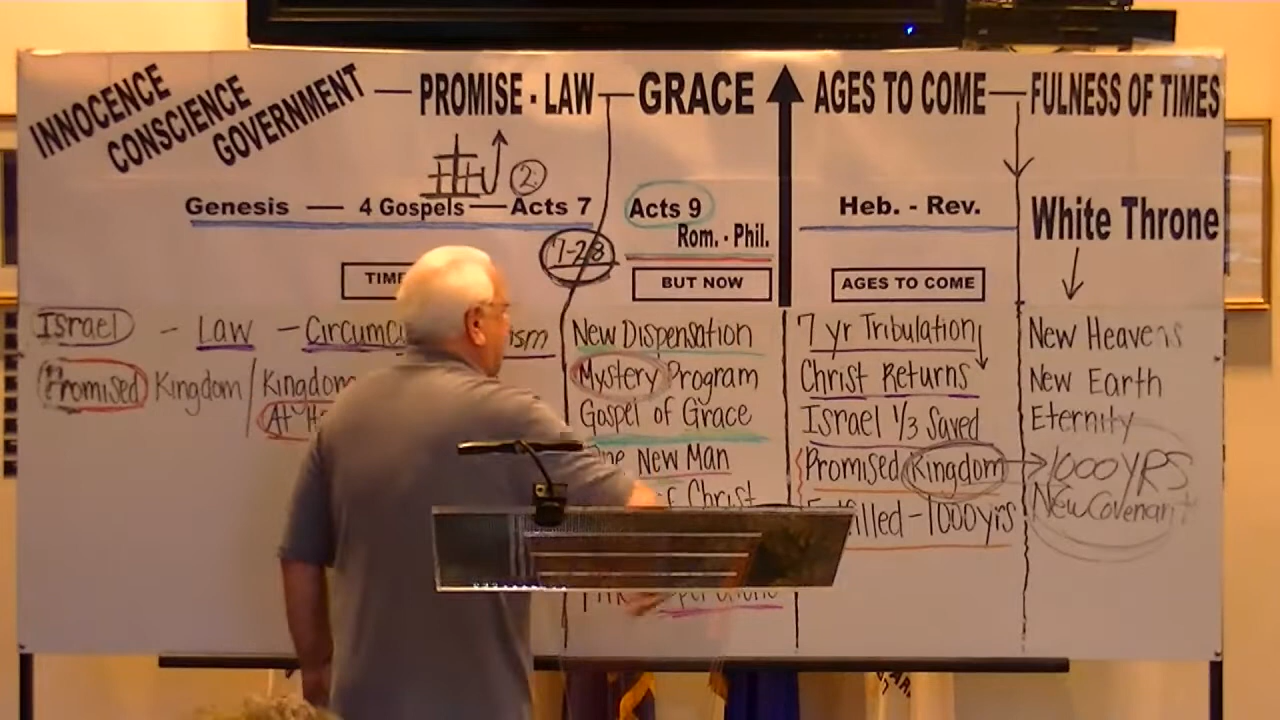 INNOCENCE
CONSCIENCE
GOVERNMENT — PROMISE - LAW — GRACE AGES TO COME — FULNESS OF TIMES
2
Genesis — 4 Gospels — Acts 7
7-28
Acts 9
Rom. - Phil.
Heb. - Rev.
White Throne
BUT NOW
AGES TO COME
Israel - Law -
Promised Kingdom / Kingdom
At
New Dispensation
Mystery Program
Gospel of Grace
New Man
Christ
7 yr Tribulation
Christ Returns
Israel 1/3 Saved
Promised Kingdom
1000yrs
New Heavens
New Earth
Eternity
1000 YRS
New Covenant